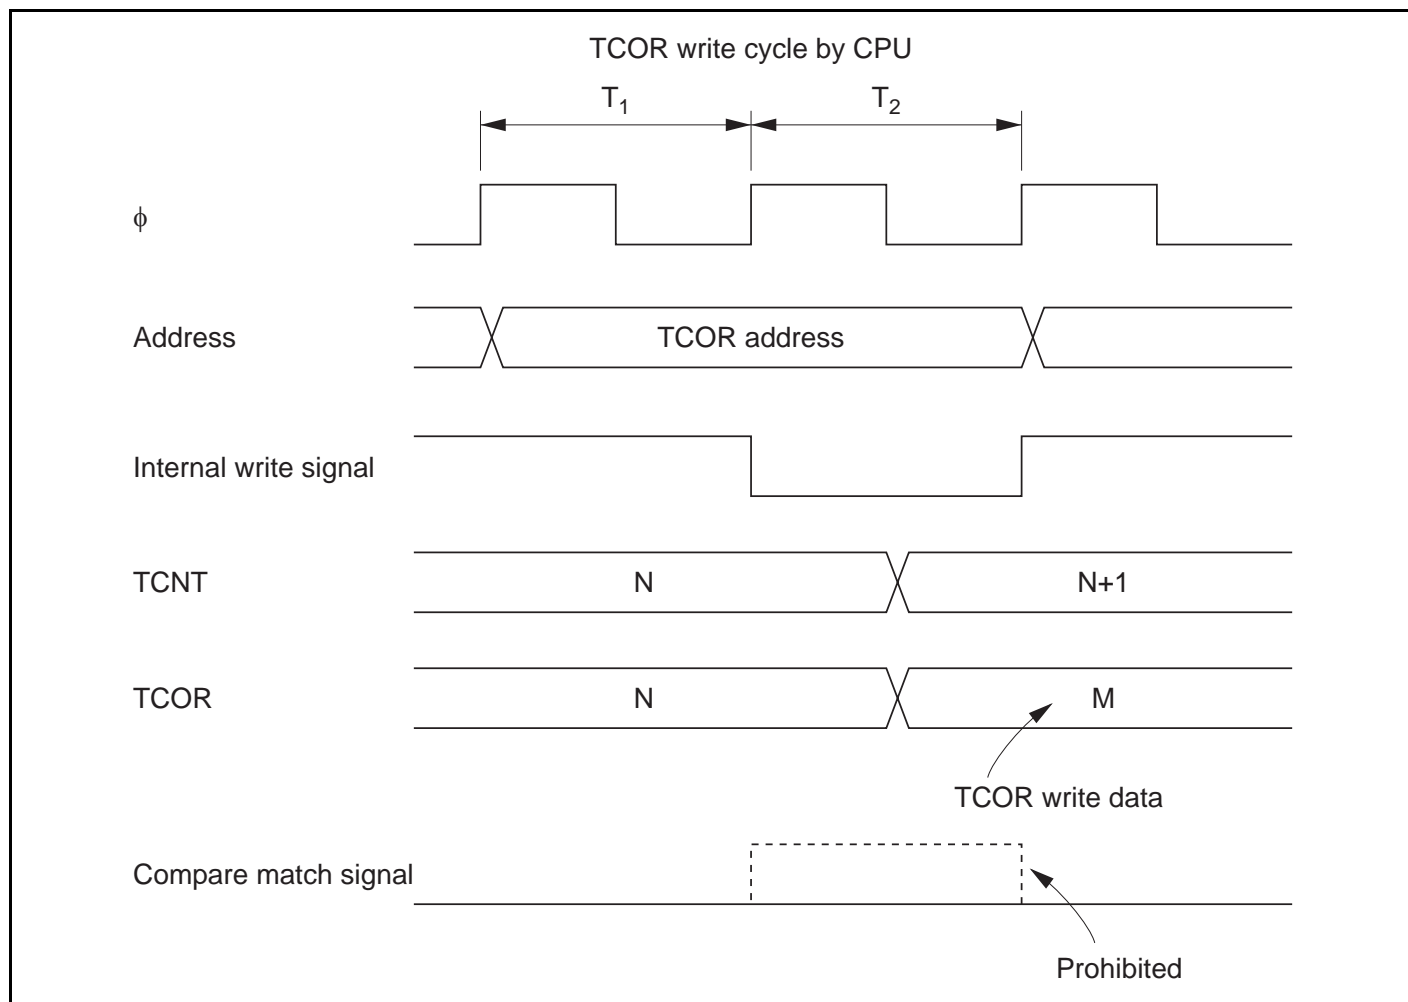 TCOR write cycle by CPU
T₁ T₂
ϕ
Address TCOR address
Internal write signal
TCNT N N+1
TCOR N M
TCOR write data
Compare match signal
Prohibited